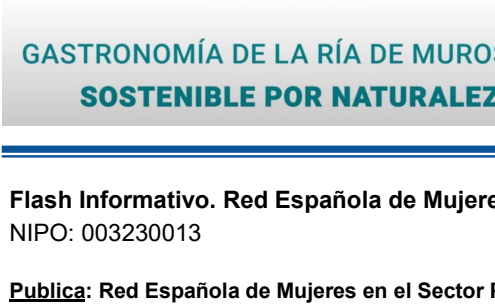 GASTRONOMÍA DE LA RÍA DE MUROS
SOSTENIBLE POR NATURALEZ
Flash Informativo. Red Española de Mujere
NIPO: 003230013
Publica: Red Española de Mujeres en el Sector